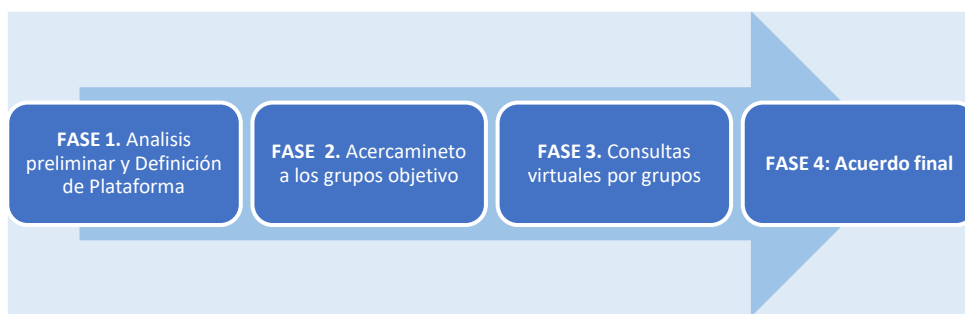 FASE 1. Analisis
preliminar y Definición
de Plataforma
FASE 2. Acercamineto
a los grupos objetivo
FASE 3. Consultas
virtuales por grupos
FASE 4: Acuerdo final